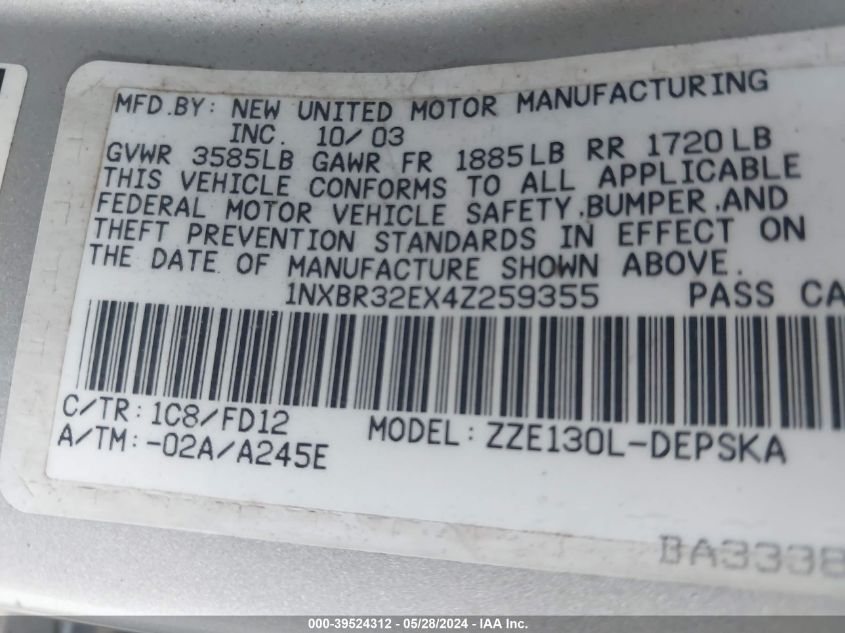 MFD.BY: NEW UNITED MOTOR MANUFACTURING
INC. 10/03
GVWR 3585LB GAWR FR 1885LB RR 1720LB
THIS VEHICLE CONFORMS TO ALL APPLICABLE
FEDERAL MOTOR VEHICLE SAFETY,BUMPER,AND
THEFT PREVENTION STANDARDS IN EFFECT ON
THE DATE OF MANUFACTURE SHOWN ABOVE.
1NXBR32EX4Z259355 PASS CA
C/TR: 1C8/FD12
A/TM:-02A/A245E
MODEL: ZZE130L-DEPSKA
BA3338
000-39524312 - 05/28/2024 - IAA Inc.